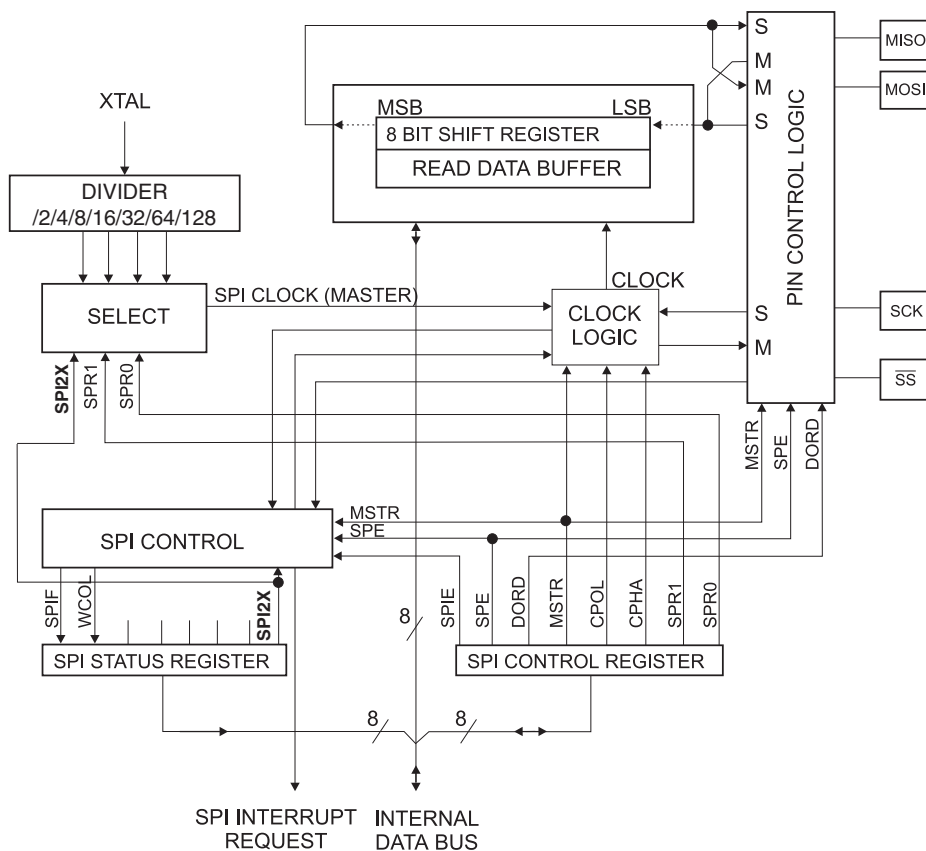 XTAL
DIVIDER
/2/4/8/16/32/64/128
SELECT
SPI CLOCK (MASTER)
SPI2X
SPR1
SPR0
MSB
LSB
8 BIT SHIFT REGISTER
READ DATA BUFFER
CLOCK
CLOCK
LOGIC
S
M
M
S
S
M
PIN CONTROL LOGIC
MISO
MOSI
SCK
SS
MSTR
SPE
DORD
SPI CONTROL
MSTR
SPE
SPIF
WCOL
SPI2X
SPI STATUS REGISTER
SPIE
SPE
DORD
MSTR
CPOL
CPHA
SPR1
SPR0
SPI CONTROL REGISTER
8
8
8
SPI INTERRUPT
REQUEST
INTERNAL
DATA BUS